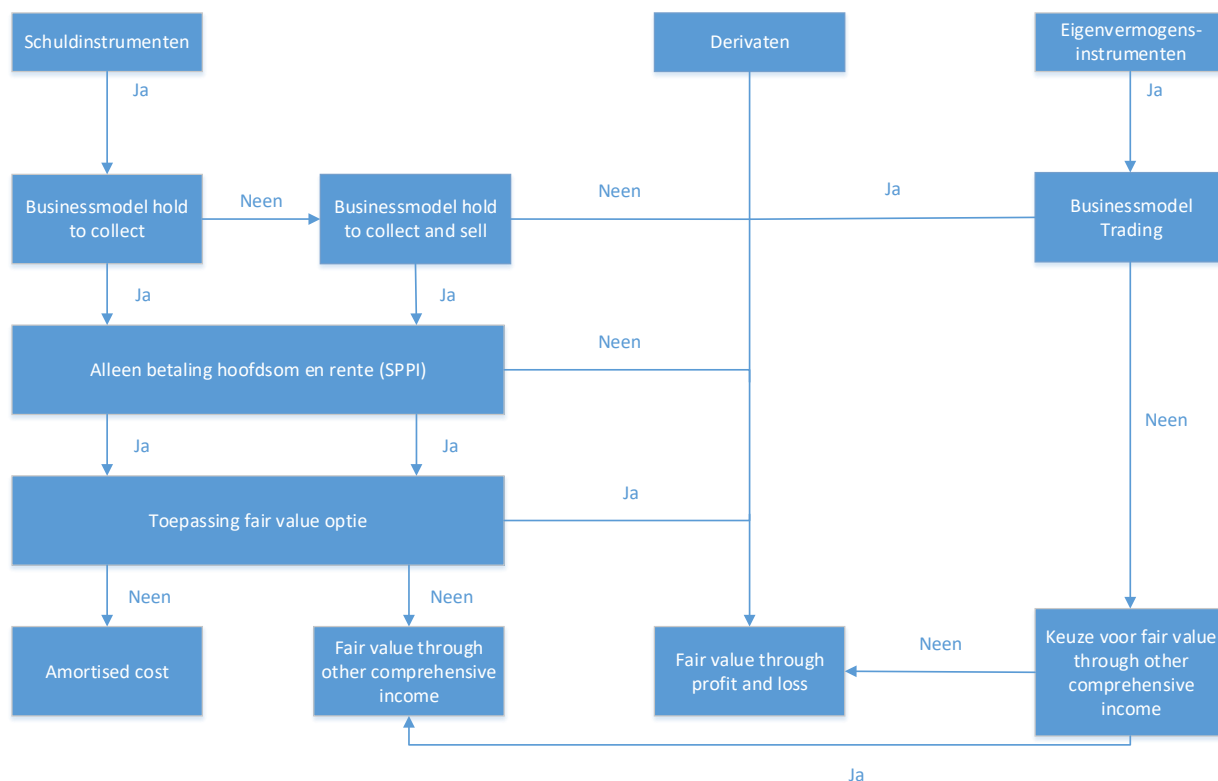 Schuldinstrumenten
Derivaten
Eigenvermogens-
instrumenten
Ja
Ja
Businessmodel hold
to collect
Neen
Businessmodel hold
to collect and sell
Neen
Ja
Businessmodel
Trading
Ja
Ja
Alleen betaling hoofdsom en rente (SPPI)
Neen
Ja
Ja
Neen
Toepassing fair value optie
Ja
Neen
Neen
Amortised cost
Fair value through
other comprehensive
income
Fair value through
profit and loss
Neen
Keuze voor fair value
through other
comprehensive
income
Ja